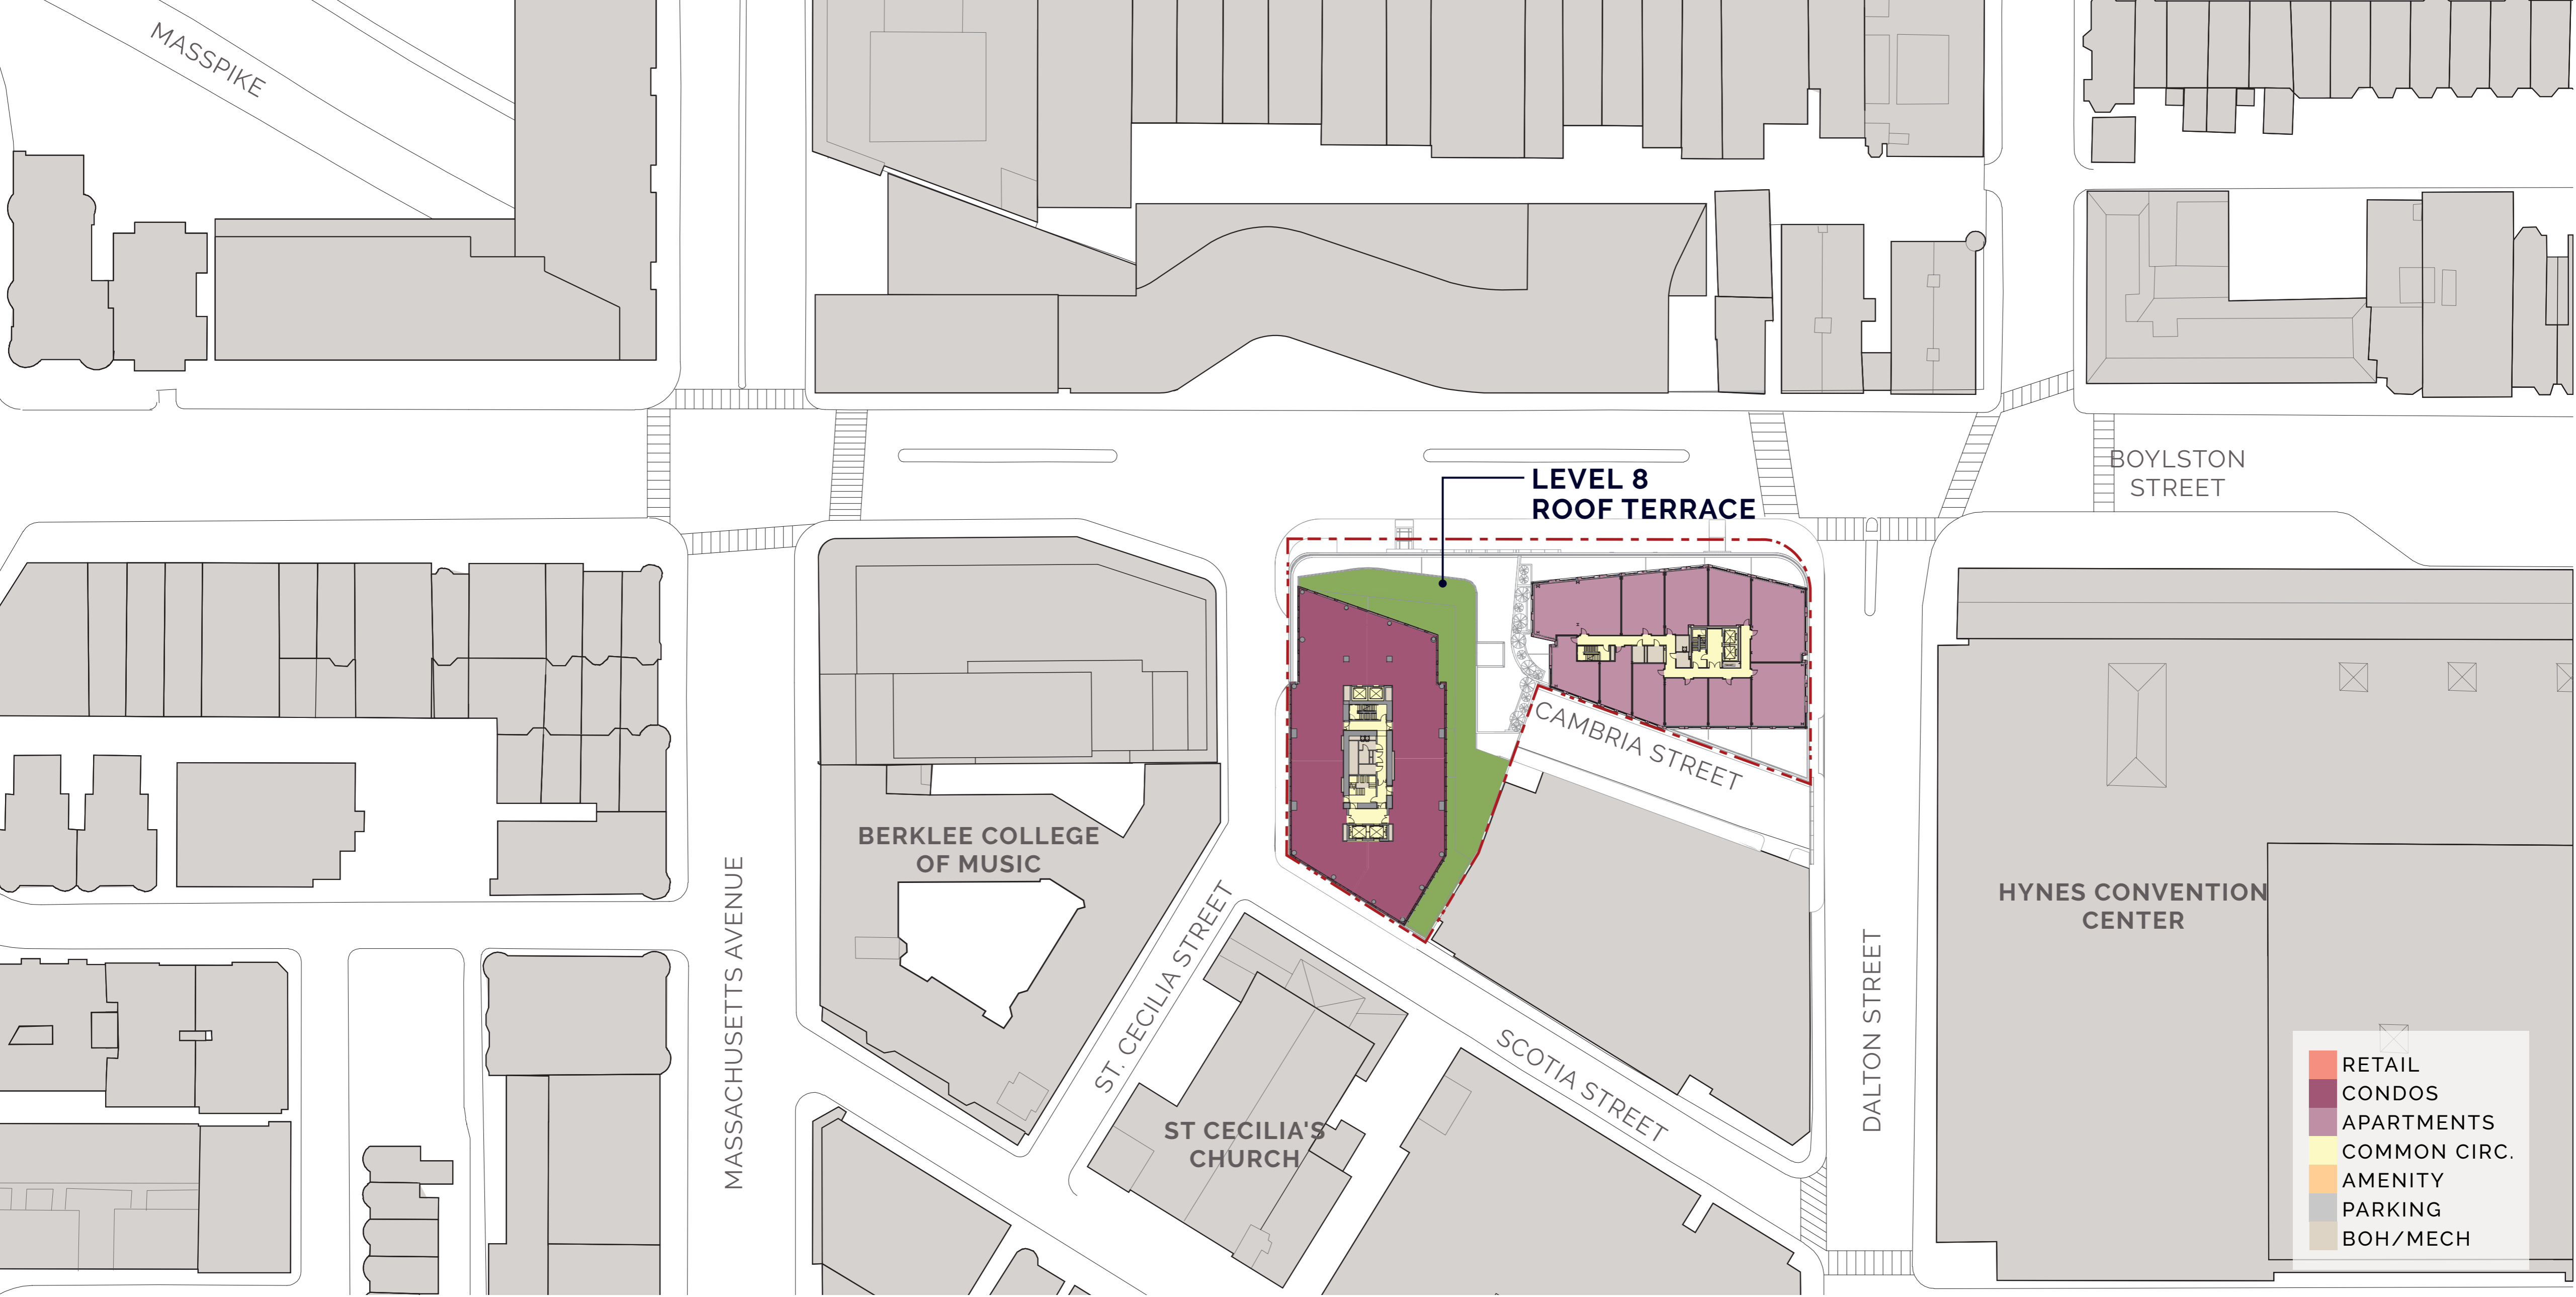 MASSPIKE
BOYLSTON
STREET
LEVEL 8
ROOF TERRACE
CAMBRIA STREET
BERKLEE COLLEGE
OF MUSIC
MASSACHUSETTS AVENUE
ST. CECILIA STREET
HYNES CONVENTION
CENTER
DALTON STREET
SCOTIA STREET
ST CECILIA'S
CHURCH
RETAIL
CONDOS
APARTMENTS
COMMON CIRC.
AMENITY
PARKING
BOH/MECH